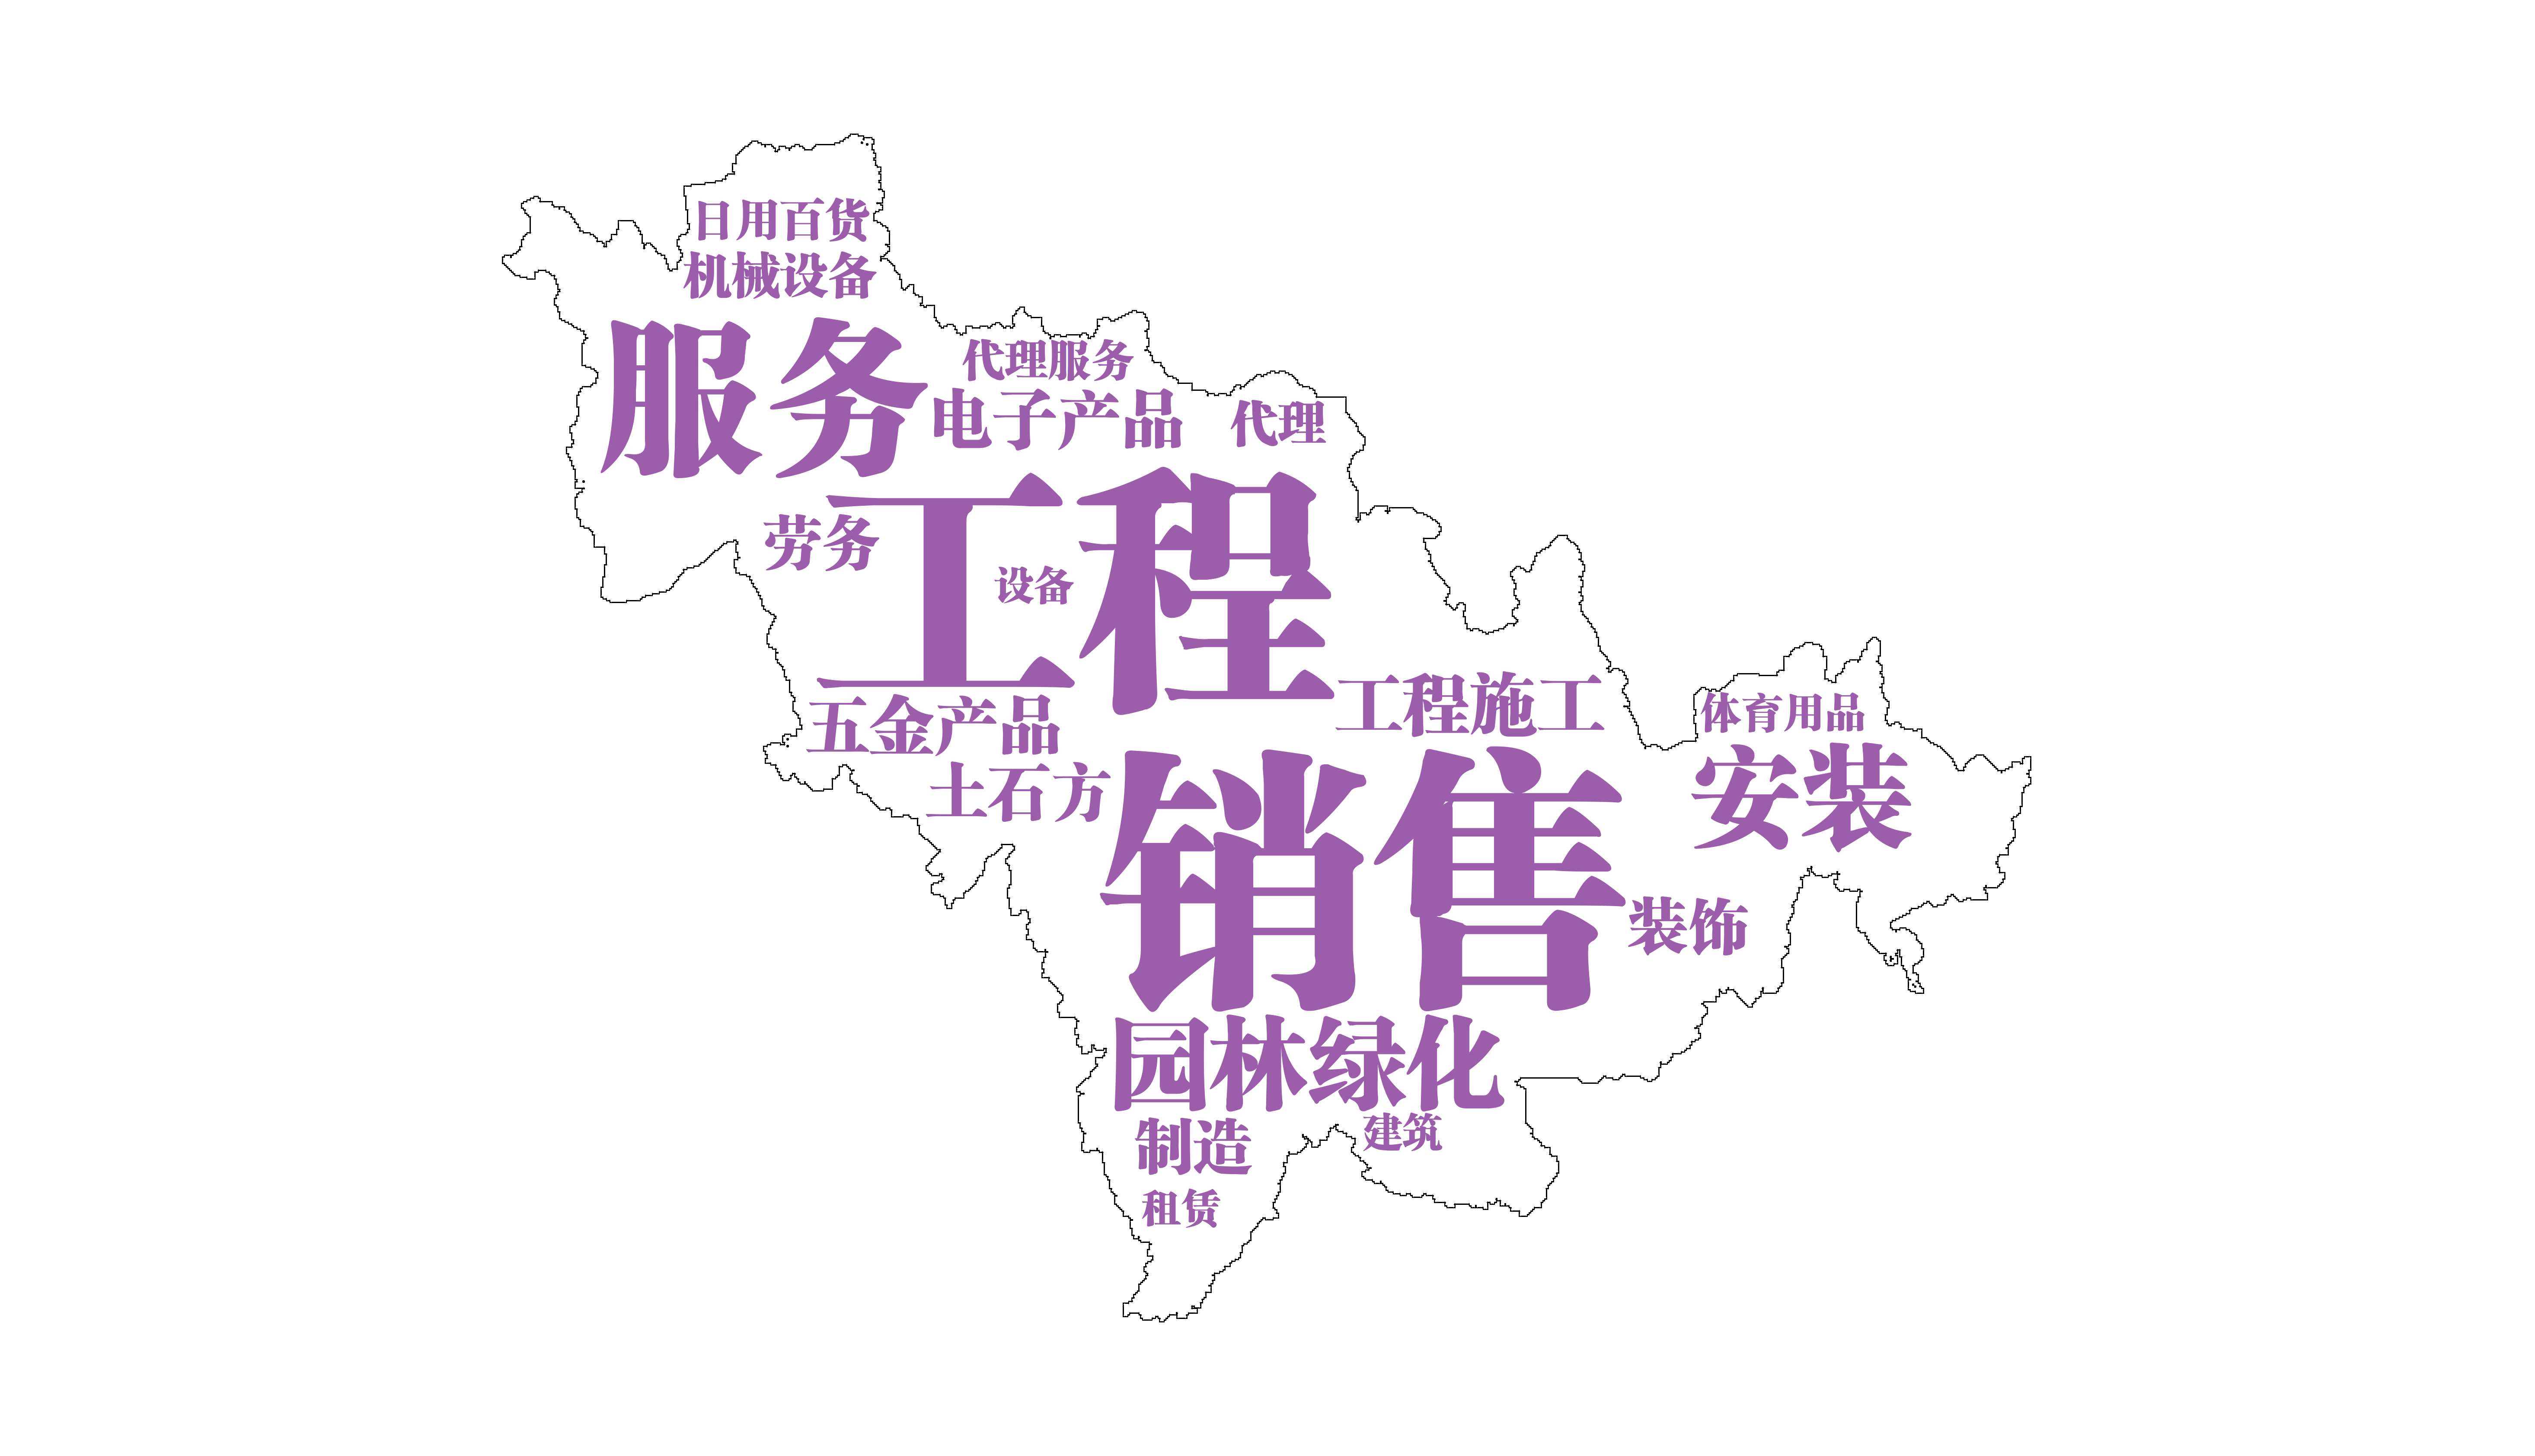 日用百货
机械设备
服务
代理服务
电子产品
代理
工程
劳务
设备
五金产品
工程施工
体育用品
土石方
销售
安装
装饰
园林绿化
制造
建筑
租赁